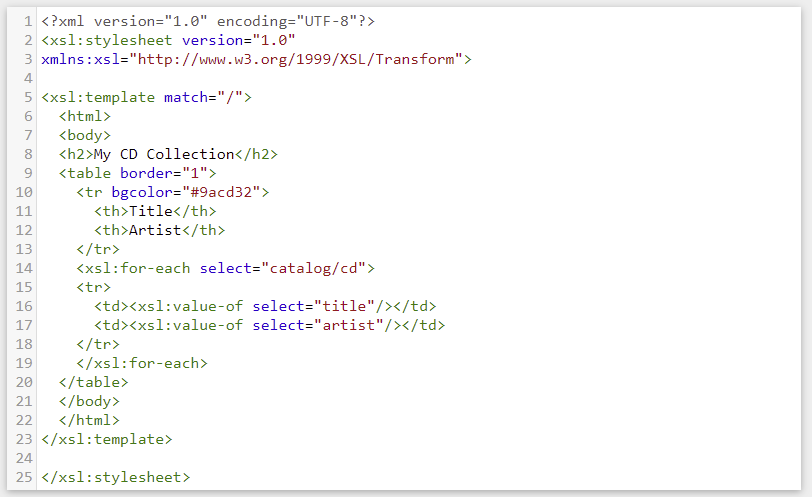 1 <?xml version="1.0" encoding="UTF-8"?>
2 <xsl:stylesheet version="1.0"
3 xmlns:xsl="http://www.w3.org/1999/XSL/Transform">
4
5 <xsl:template match="/">
6   <html>
7   <body>
8   <h2>My CD Collection</h2>
9   <table border="1">
10     <tr bgcolor="#9acd32">
11       <th>Title</th>
12       <th>Artist</th>
13     </tr>
14     <xsl:for-each select="catalog/cd">
15     <tr>
16       <td><xsl:value-of select="title"/></td>
17       <td><xsl:value-of select="artist"/></td>
18     </tr>
19     </xsl:for-each>
20   </table>
21   </body>
22   </html>
23 </xsl:template>
24
25 </xsl:stylesheet>